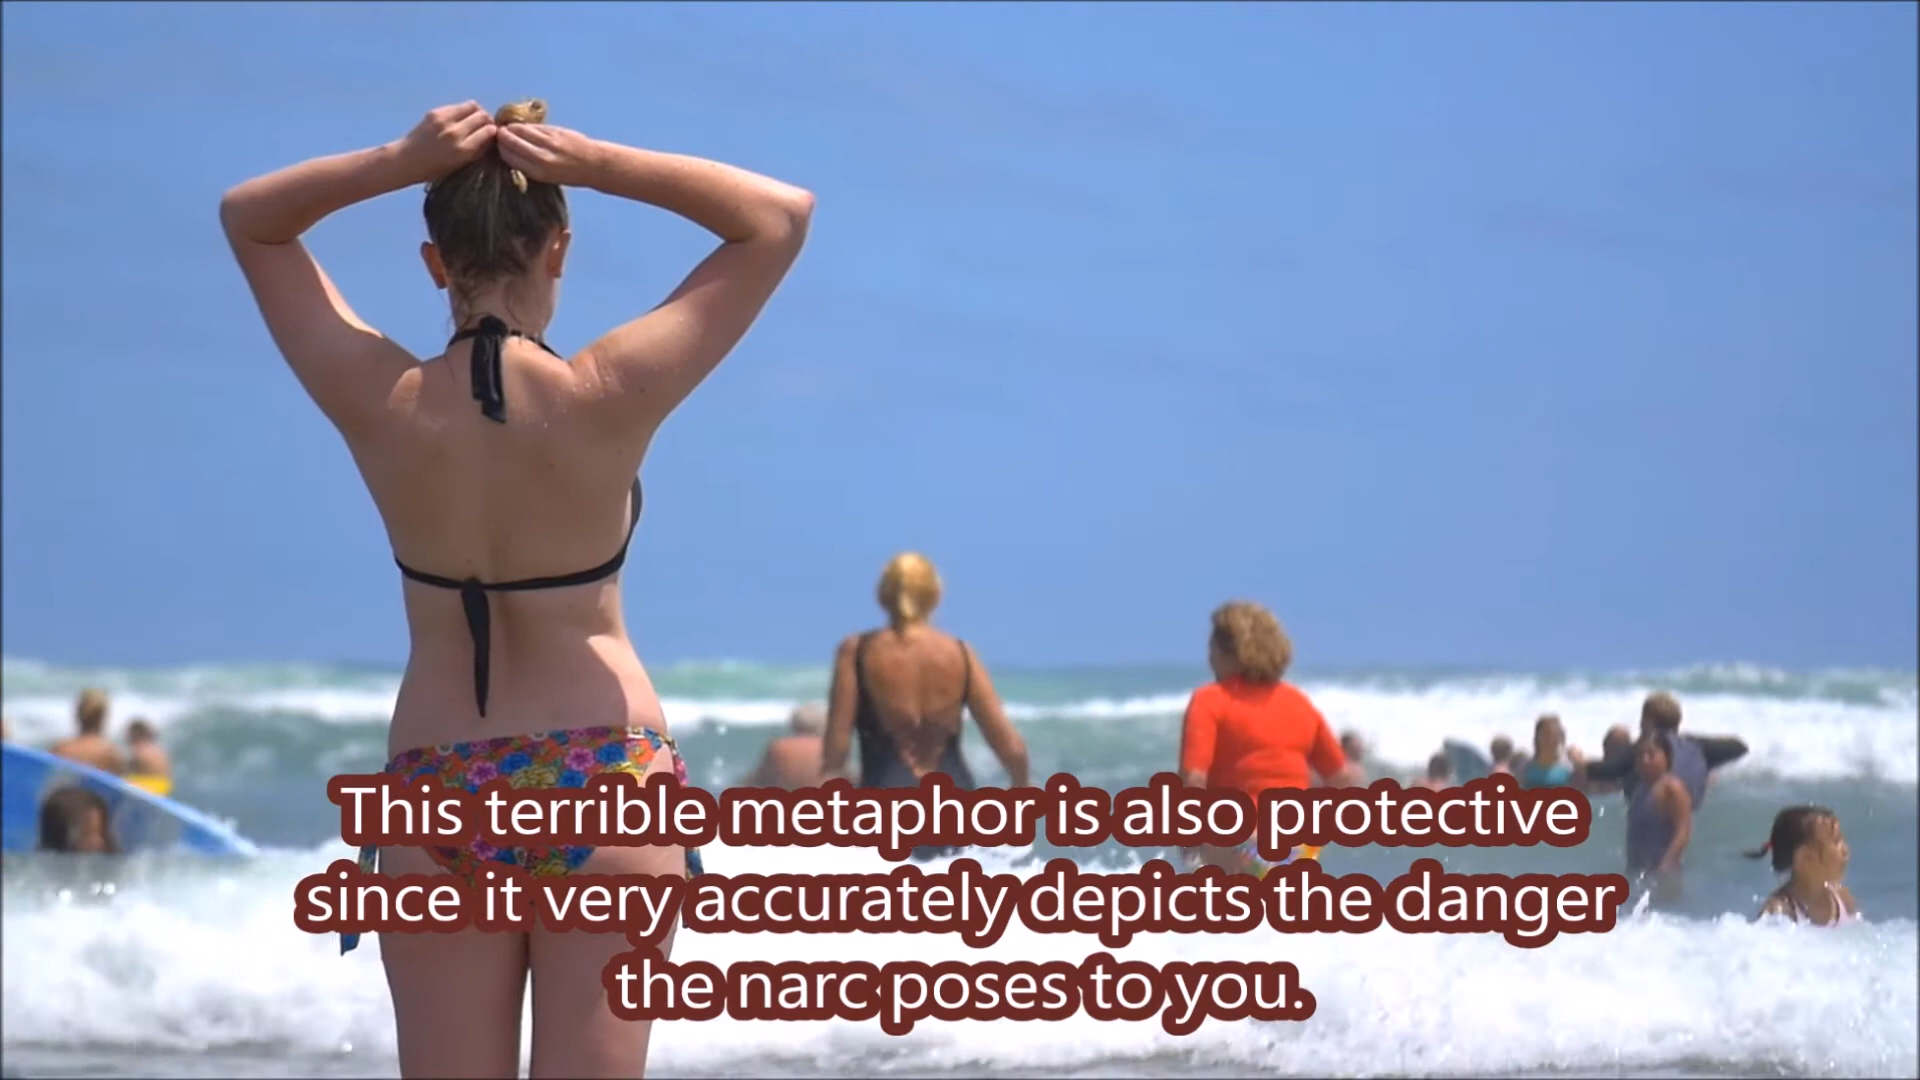 This terrible metaphor is also protective
since it very accurately depicts the danger
the narc poses to you.